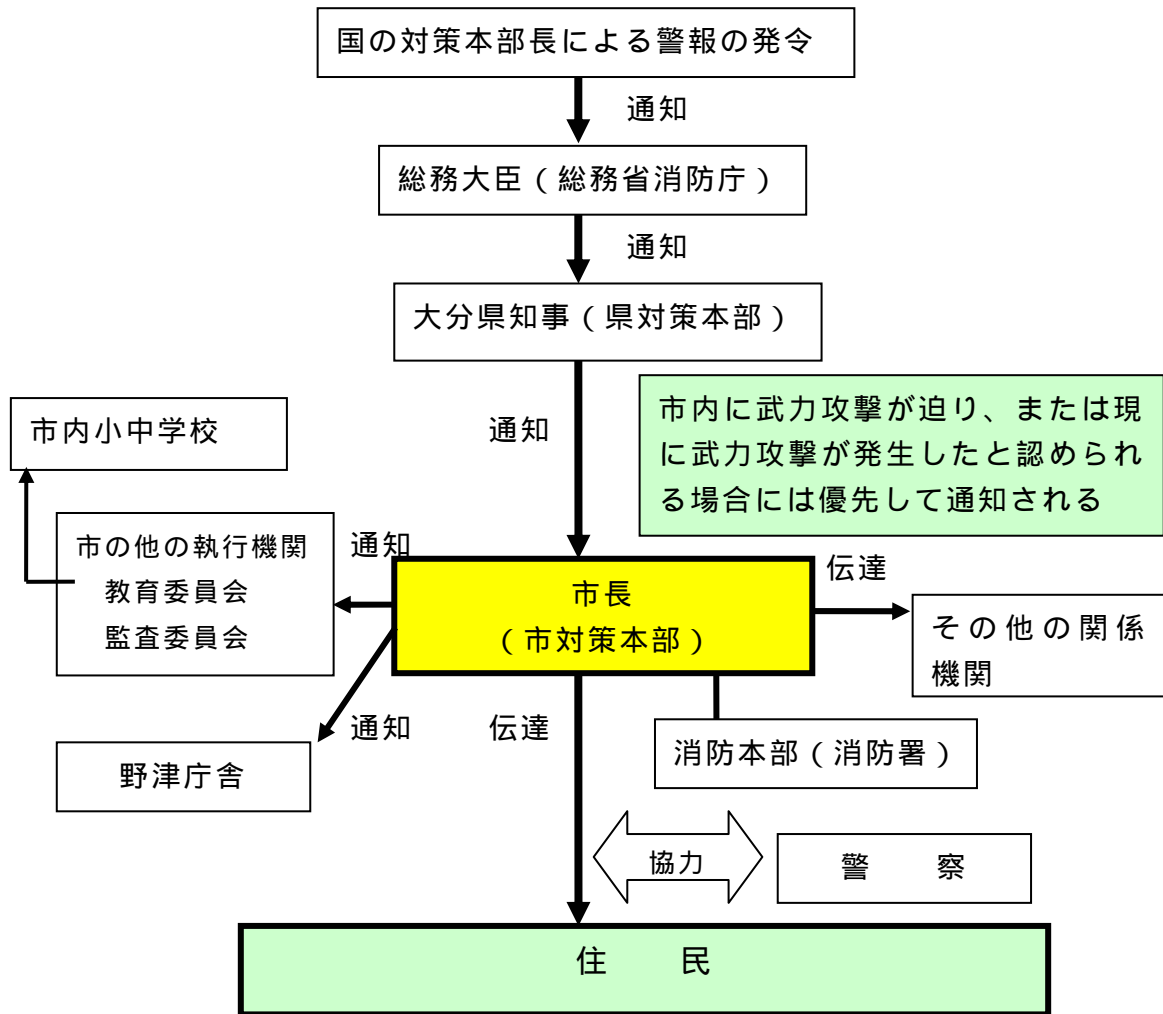 国の対策本部長による警報の発令
通知
総務大臣（総務省消防庁）
通知
大分県知事（県対策本部）
通知
市内に武力攻撃が迫り、または現
に武力攻撃が発生したと認められ
る場合には優先して通知される
市内小中学校
市の他の執行機関
教育委員会
監査委員会
通知
市長
（市対策本部）
伝達
その他の関係
機関
通知
伝達
消防本部（消防署）
野津庁舎
協力
警　　察
住　　民